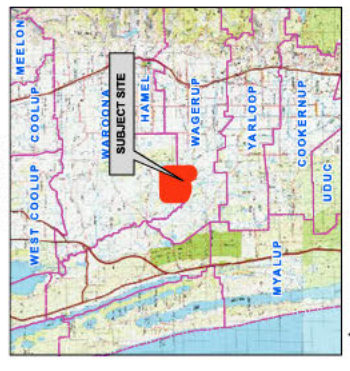 MEELON
COOLUP
WEST COOLUP
WAROONA
SUBJECT SITE
HAMEL
WAGERUP
YARLOOP
COOKERNUP
UDUC
MYALUP